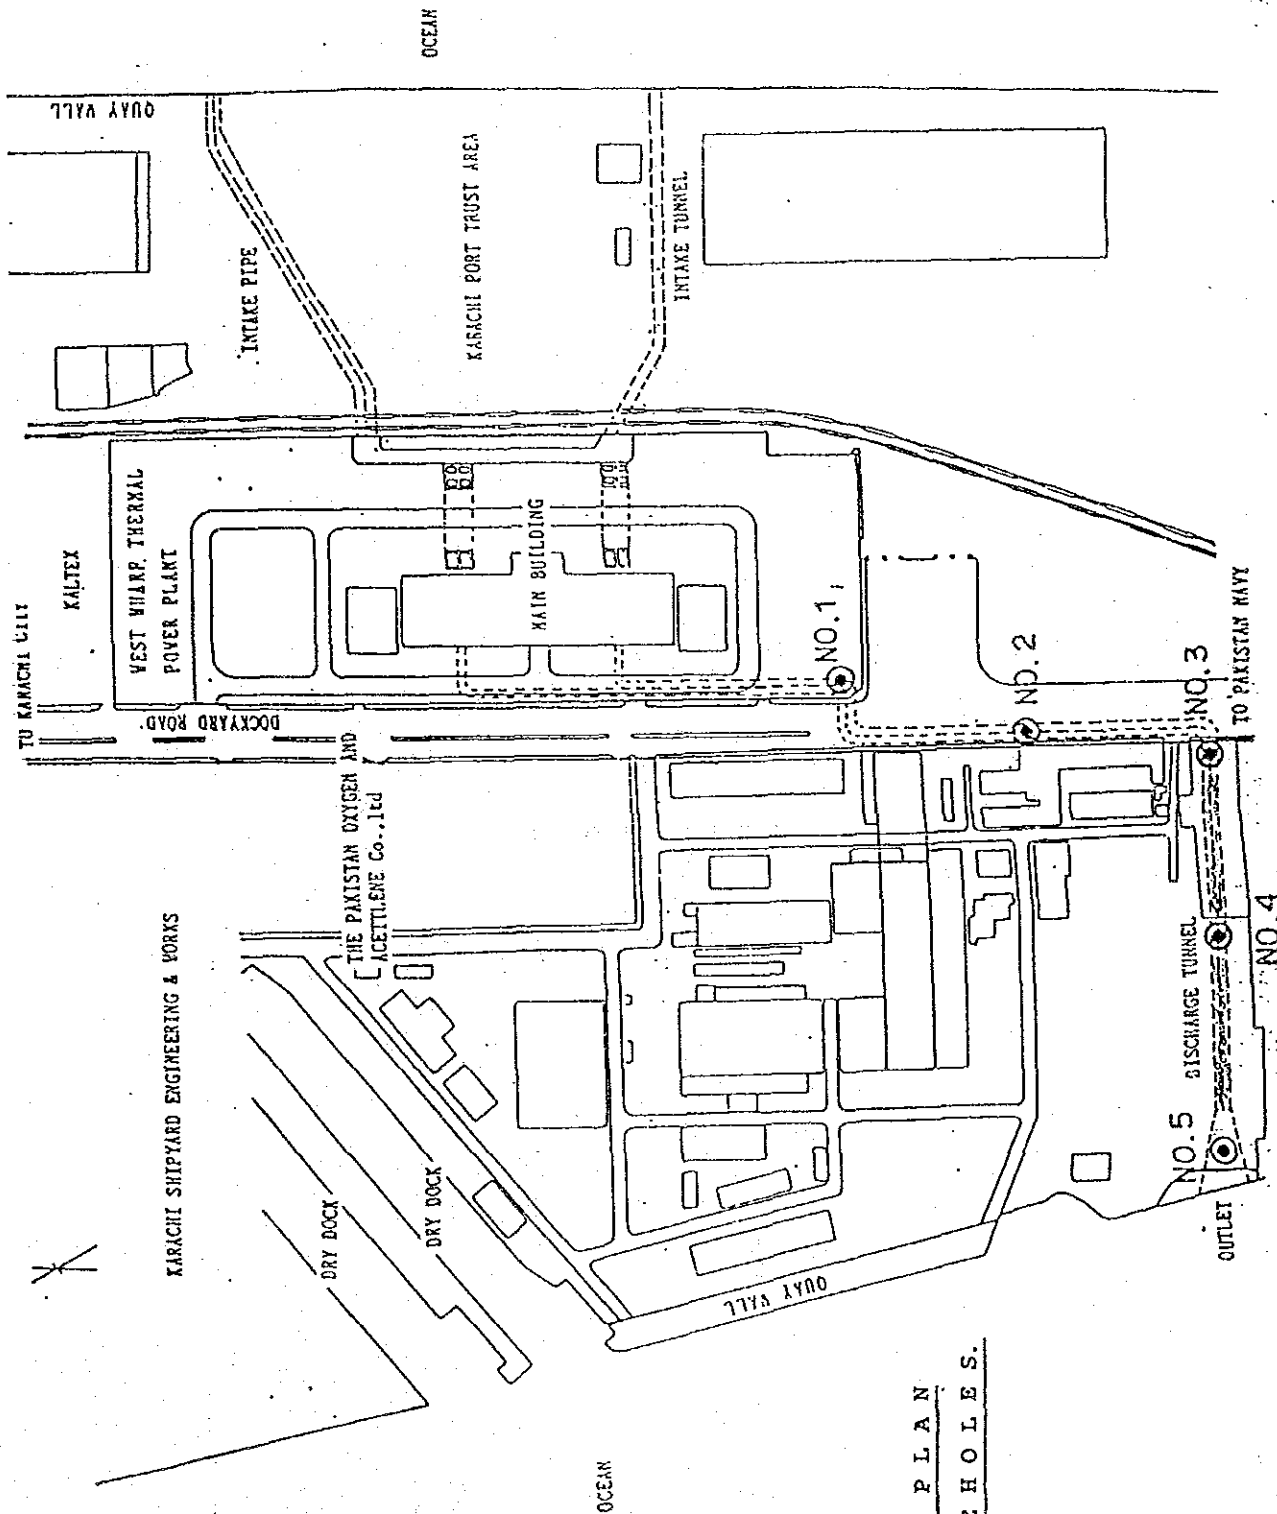 OCEAN
QUAY WALL
INTAKE PIPE
KARACHI PORT TRUST AREA
INTAKE TUNNEL
TO KARACHI CITY
KALTEX
WEST WHARF THERMAL
POWER PLANT
MAIN BUILDING
DOCKYARD ROAD
NO.1
NO.2
NO.3
TO PAKISTAN NAVY
THE PAKISTAN OXYGEN AND
ACETTLENE Co.,ltd
KARACHI SHIPYARD ENGINEERING & WORKS
DRY DOCK
DRY DOCK
DISCHARGE TUNNEL
NO.4
NO.5
OUTLET
QUAY WALL
OCEAN
PLAN
HOLES.